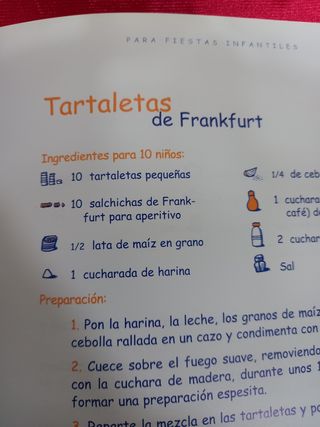 PARA FIESTAS INFANTILES
Tartaletas
de Frankfurt
Ingredientes para 10 niños:
10 tartaletas pequeñas
10 salchichas de Frank-
furt para aperitivo
1/2 lata de maíz en grano
1 cucharada de harina
1/4 de ceb
1 cuchara
café) d
2 cuchar
Sal
Preparación:
1. Pon la harina, la leche, los granos de maíz
cebolla rallada en un cazo y condimenta con
2. Cuece sobre el fuego suave, removiendo
con la cuchara de madera, durante unos 1
formar una preparación espesita.
3. Reparte la mezcla en las tartaletas y po